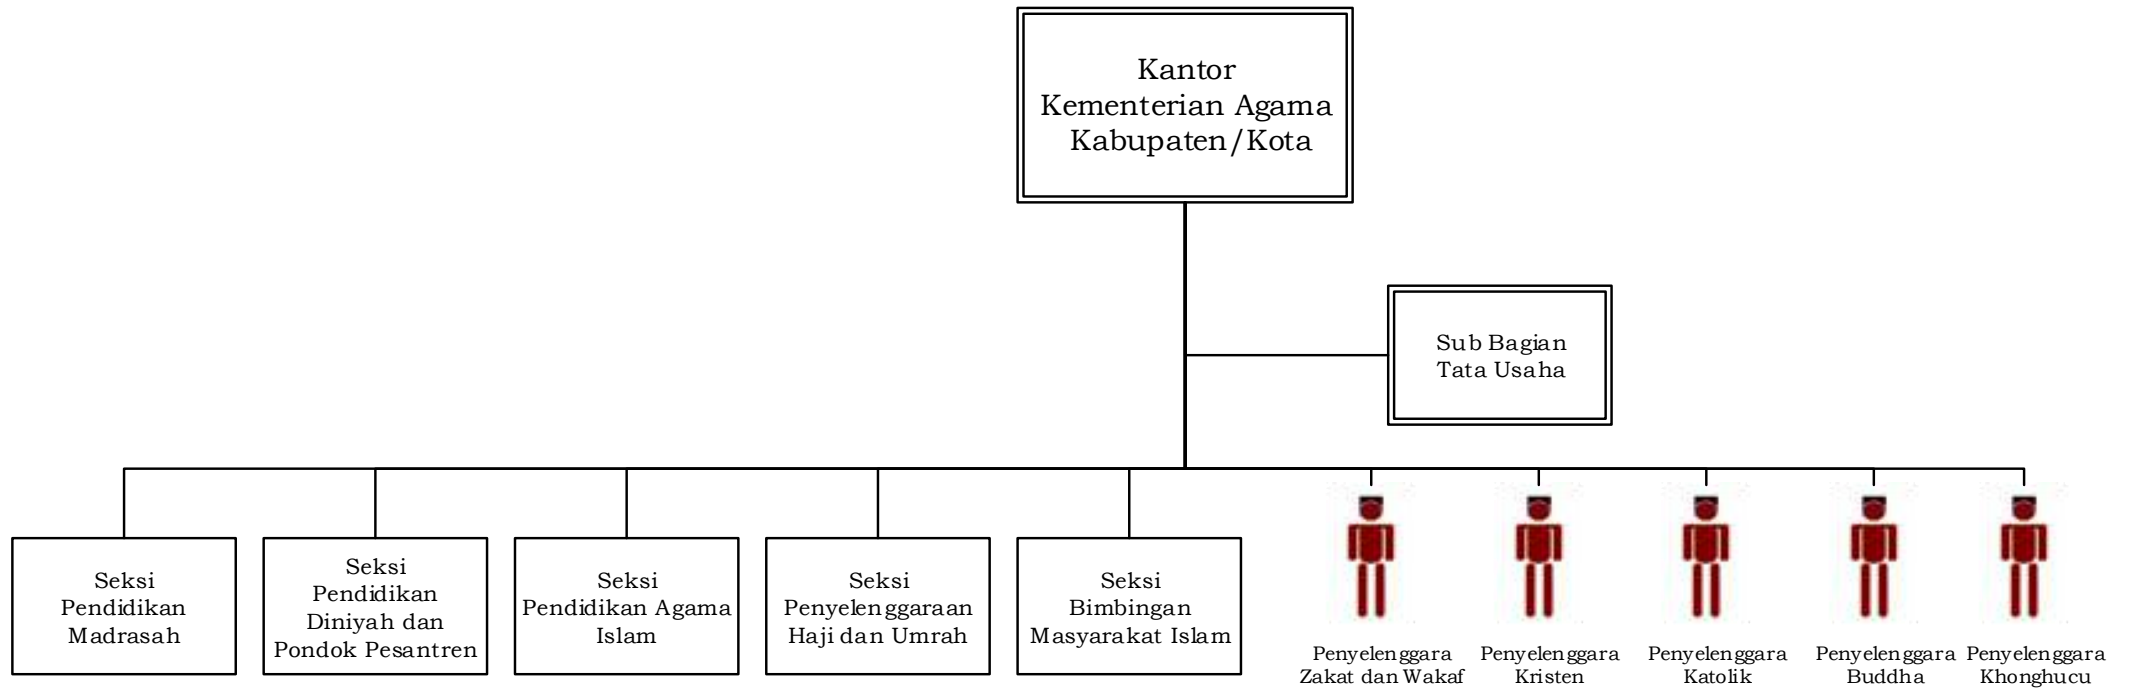 Kantor
Kementerian Agama
Kabupaten/Kota
Sub Bagian
Tata Usaha
Seksi
Pendidikan
Madrasah
Seksi
Pendidikan
Diniyah dan
Pondok Pesantren
Seksi
Pendidikan Agama
Islam
Seksi
Penyelenggaraan
Haji dan Umrah
Seksi
Bimbingan
Masyarakat Islam
Penyelenggara
Zakat dan Wakaf
Penyelenggara
Kristen
Penyelenggara
Katolik
Penyelenggara
Buddha
Penyelenggara
Khonghucu